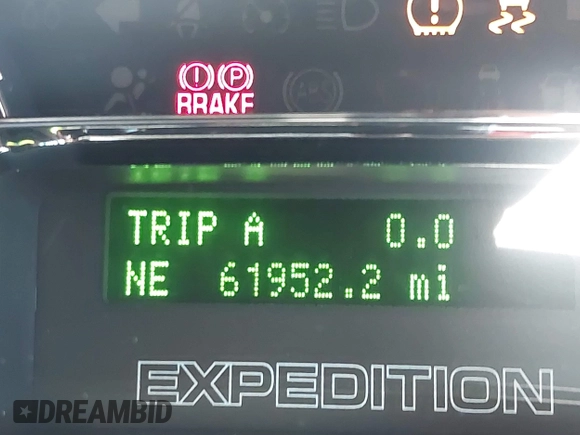 BRAKE
TRIP A 0.0
NE 61952.2 mi
EXPEDITION
DREAMBID